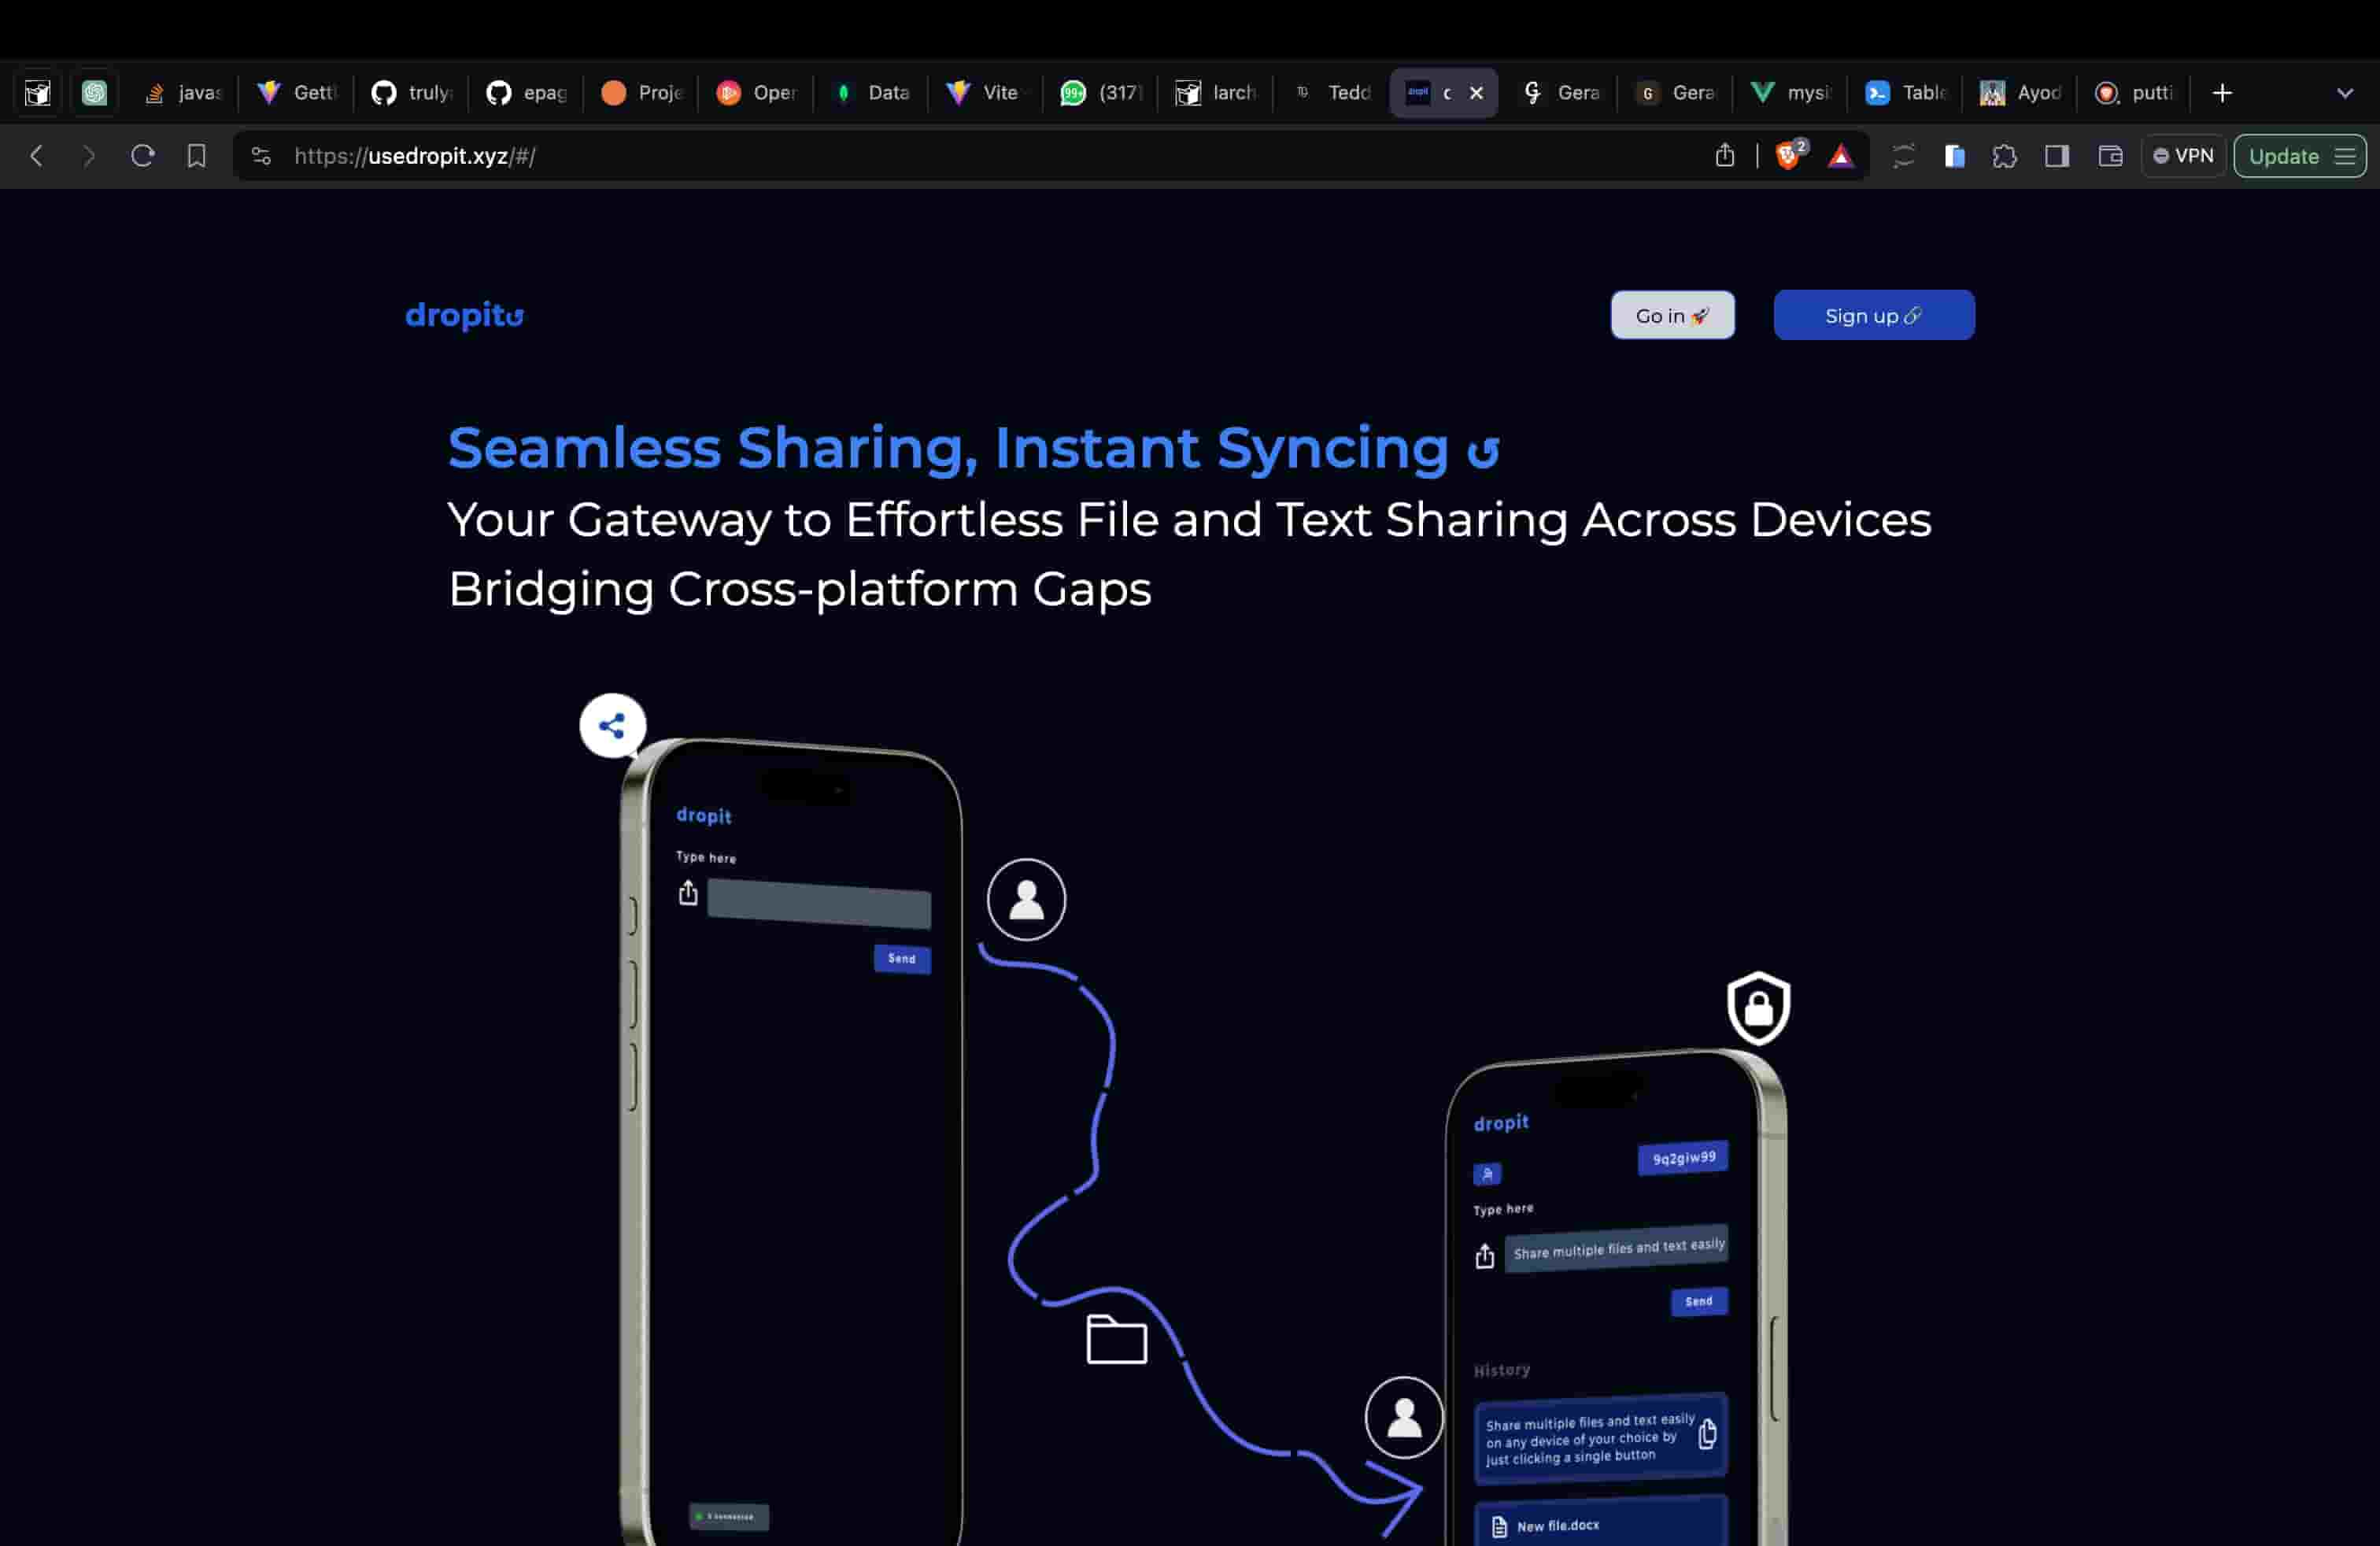 javas
Getti
truly
epag
Proje
Oper
Data
Vite
99+
(317)
larch
TD
Tedd
dropit
c
Gera
G
Gera
mysi
Table
Ayod
putti
https://usedropit.xyz/#/
2
VPN
Update
dropit
Go in 🚀
Sign up 🔗
Seamless Sharing, Instant Syncing
Your Gateway to Effortless File and Text Sharing Across Devices
Bridging Cross-platform Gaps
dropit
Type here
Send
dropit
9q2giw99
Type here
Share multiple files and text easily
Send
History
Share multiple files and text easily
on any device of your choice by
just clicking a single button
New file.docx